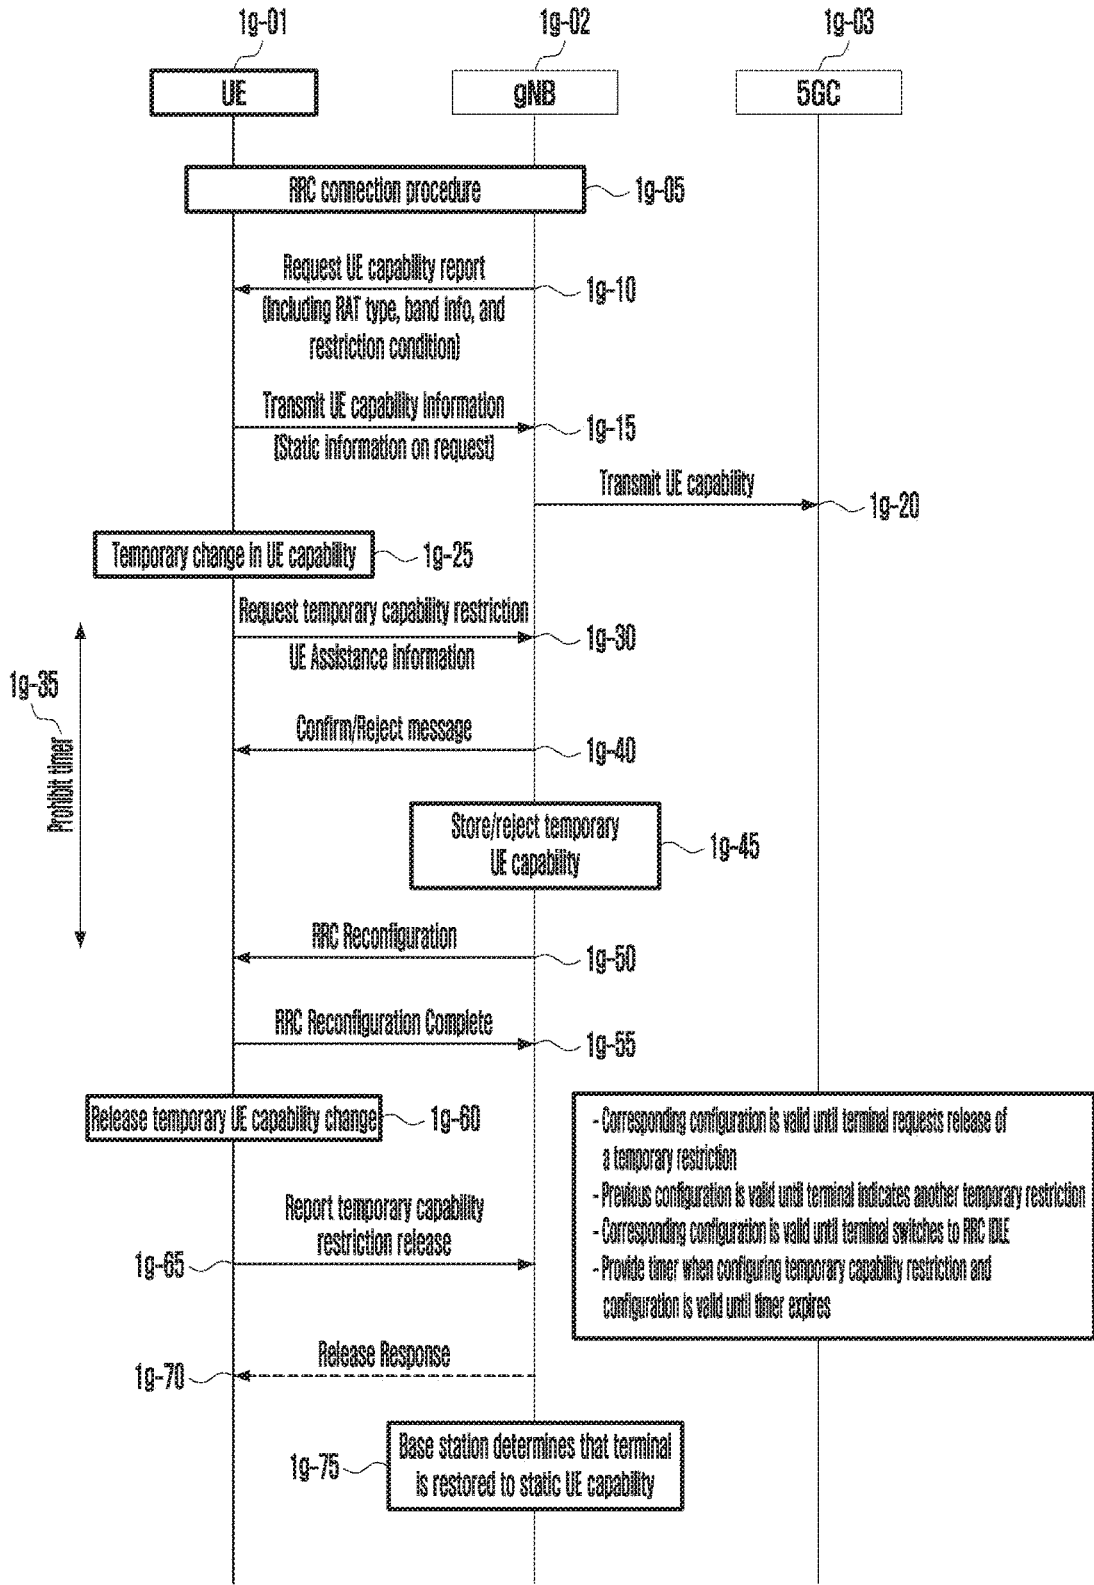 1g-01
1g-02
1g-03
UE
gNB
5GC
RRC connection procedure
1g-05
Request UE capability report
1g-10
(Including RAT type, band info, and
restriction condition)
Transmit UE capability information
1g-15
(Static information on request)
Transmit UE capability
1g-20
Temporary change in UE capability
1g-25
Request temporary capability restriction
1g-30
UE Assistance information
1g-35
Prohibit timer
Confirm/Reject message
1g-40
Store/reject temporary
UE capability
1g-45
RRC Reconfiguration
1g-50
RRC Reconfiguration Complete
1g-55
Release temporary UE capability change
1g-60
- Corresponding configuration is valid until terminal requests release of
a temporary restriction
- Previous configuration is valid until terminal indicates another temporary restriction
- Corresponding configuration is valid until terminal switches to RRC IDLE
- Provide timer when configuring temporary capability restriction and
configuration is valid until timer expires
Report temporary capability
restriction release
1g-65
Release Response
1g-70
Base station determines that terminal
is restored to static UE capability
1g-75